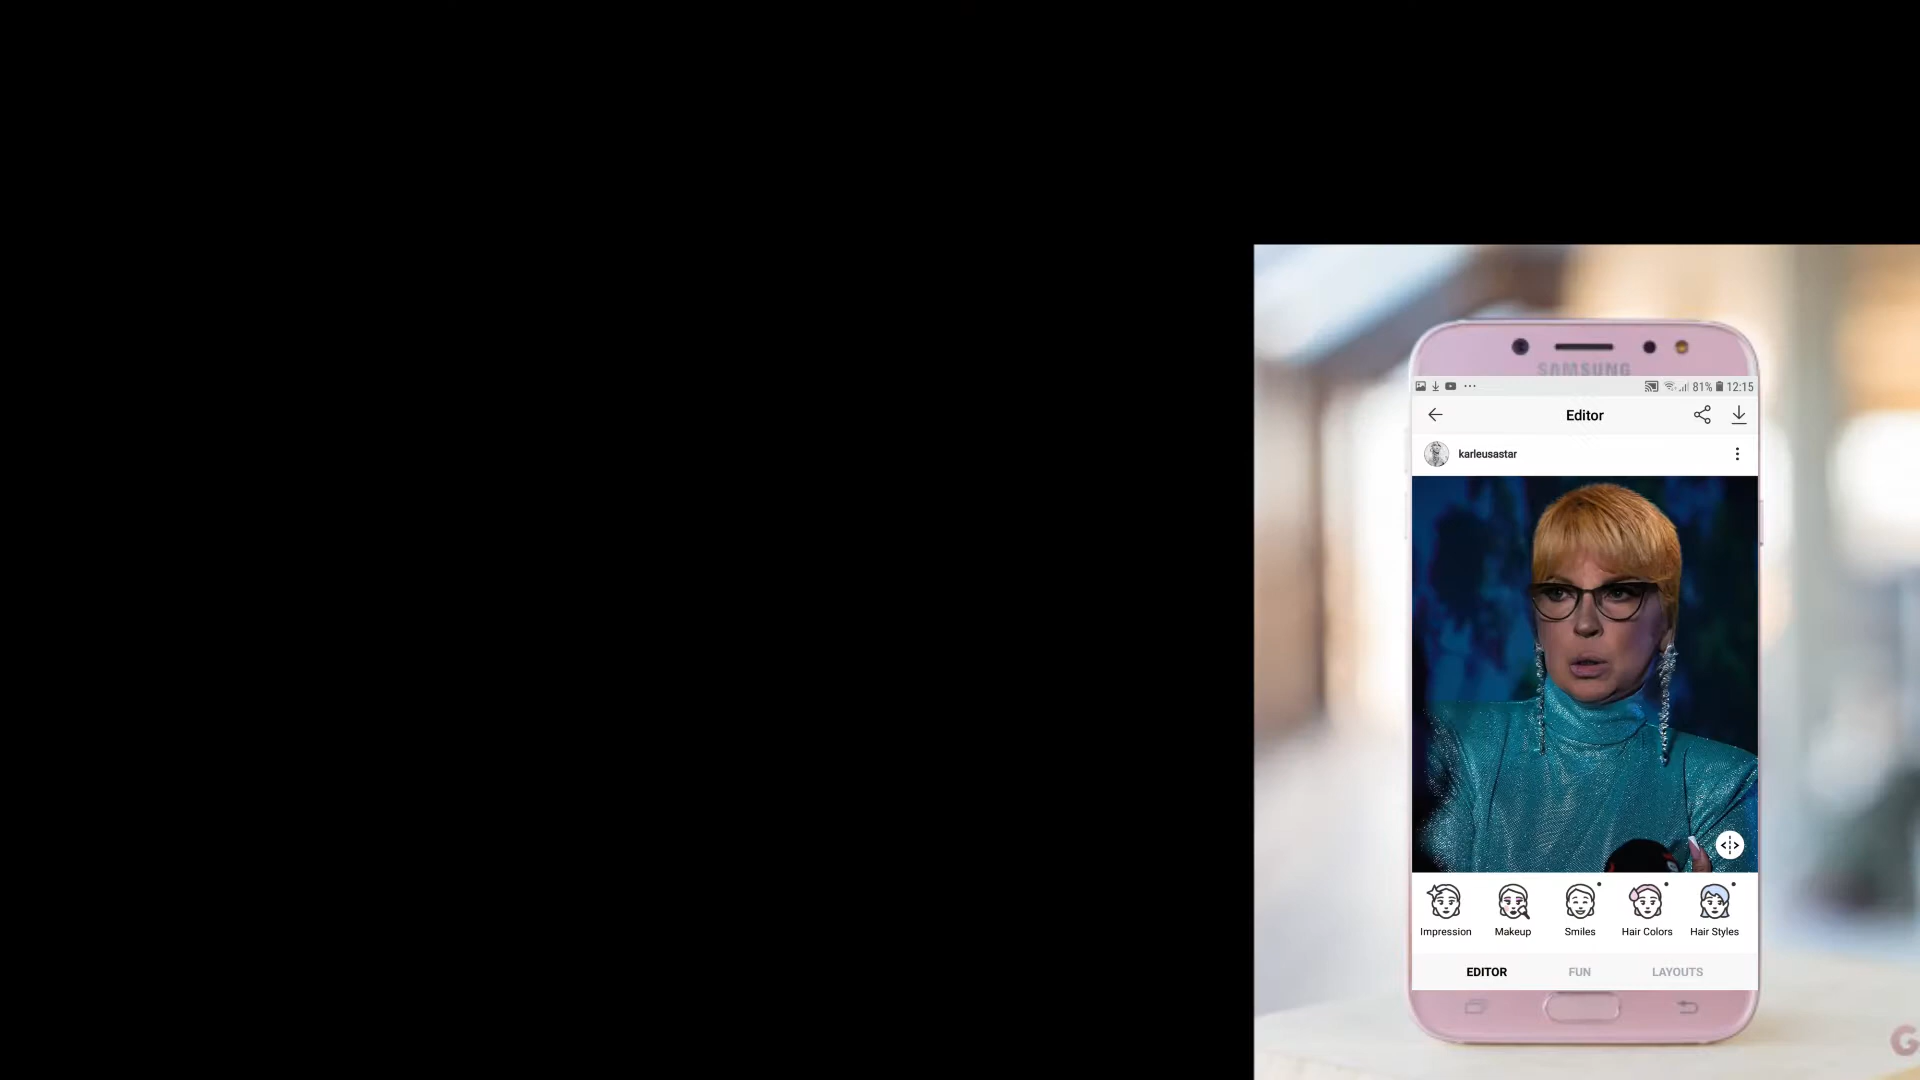 SAMSUNG
81% 12:15
Editor
karleusastar
Impression Makeup Smiles Hair Colors Hair Styles
EDITOR FUN LAYOUTS
G